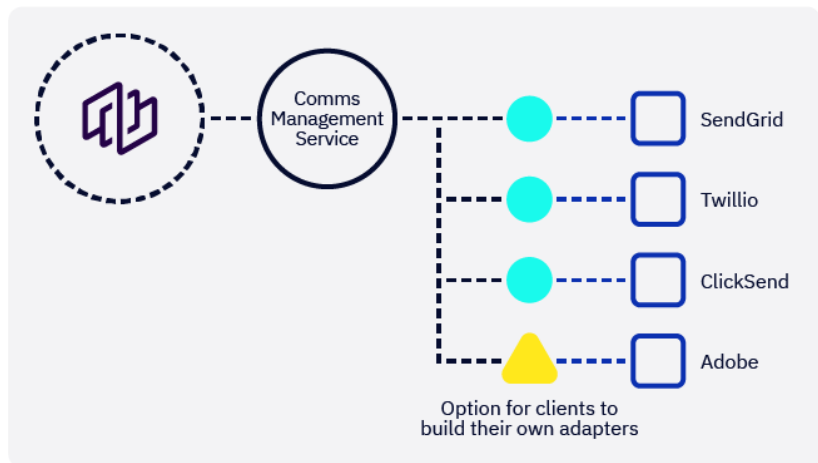 Comms
Management
Service
SendGrid
Twillio
ClickSend
Adobe
Option for clients to
build their own adapters